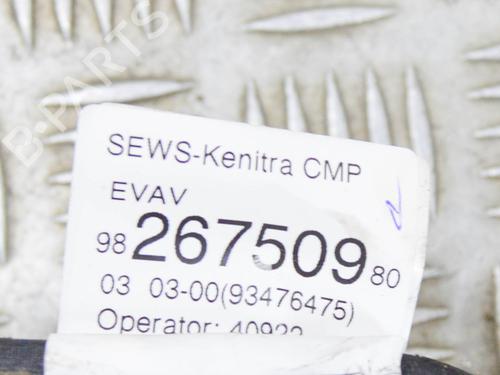 B-PARTS
SEWS-Kenitra CMP
EVAV
98 267509 80
03 03-00(93476475)
Operator: 40922